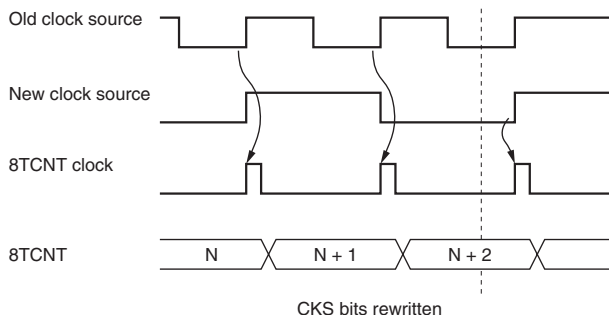 Old clock source
New clock source
8TCNT clock
8TCNT
N
N + 1
N + 2
CKS bits rewritten